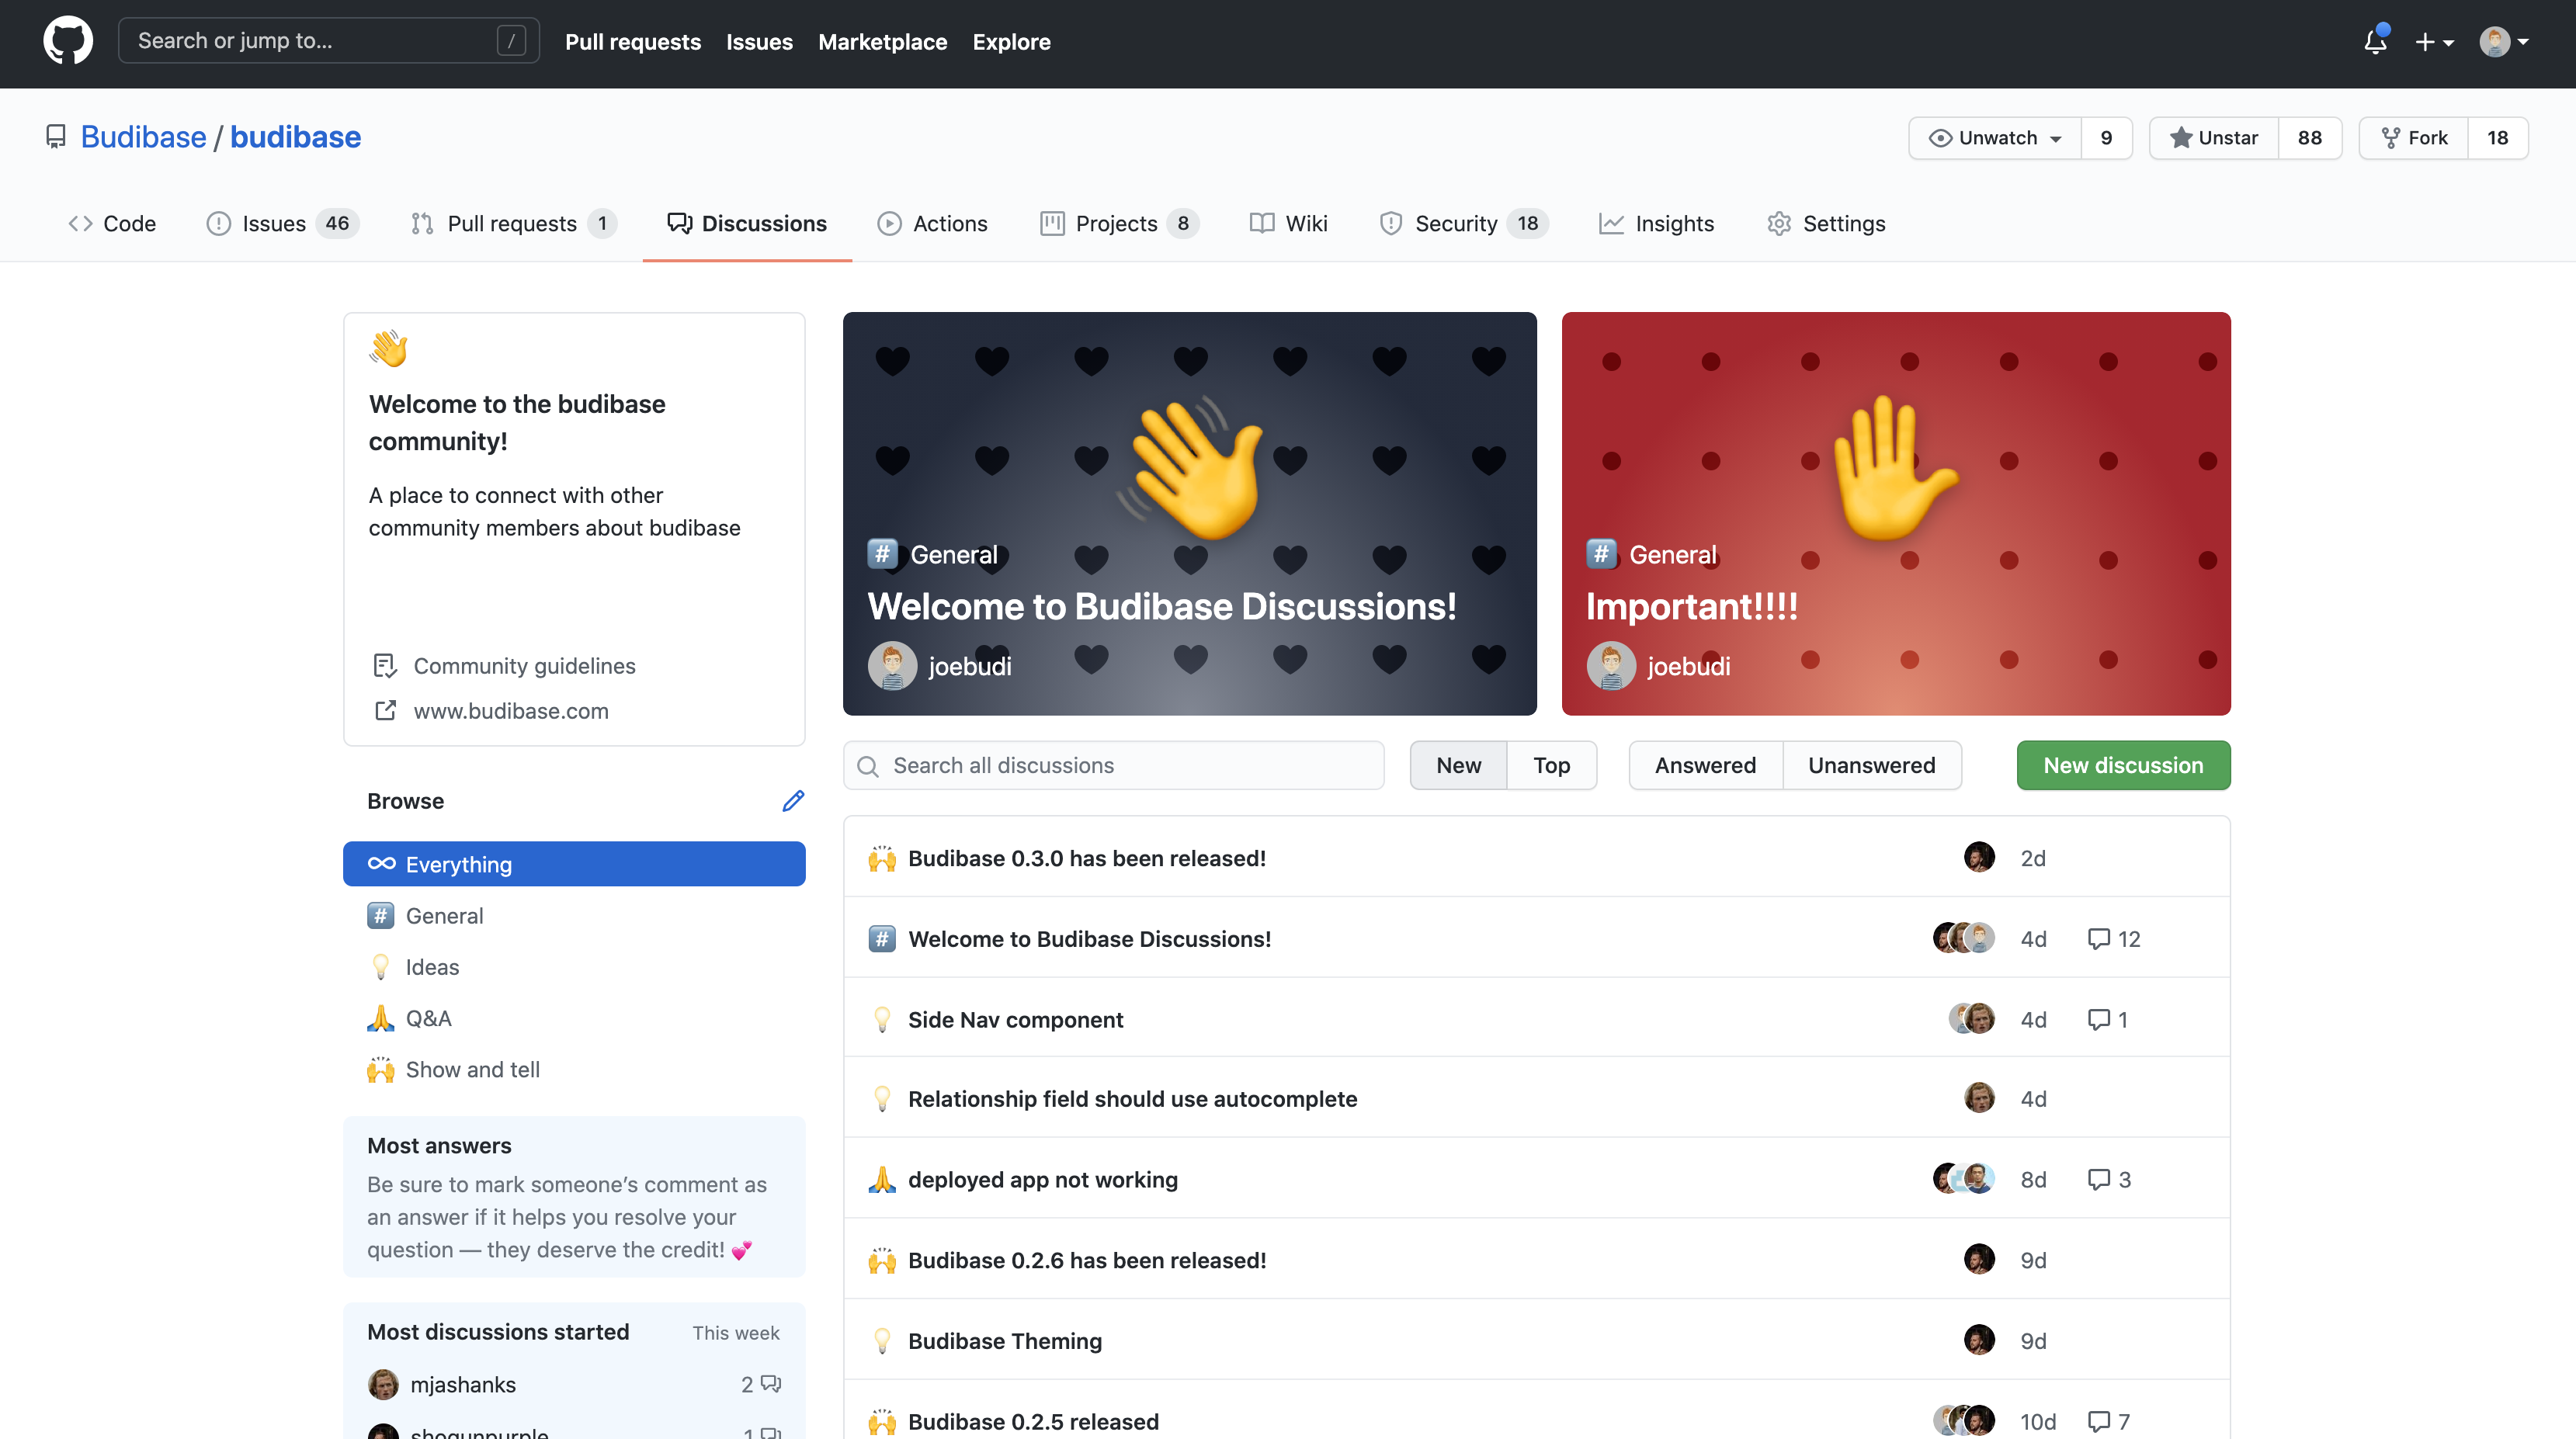 Search or jump to... /
Pull requests Issues Marketplace Explore
Budibase / budibase
Unwatch 9
Unstar 88
Fork 18
Code
Issues 46
Pull requests 1
Discussions
Actions
Projects 8
Wiki
Security 18
Insights
Settings
Welcome to the budibase
community!
A place to connect with other
community members about budibase
Community guidelines
www.budibase.com
# General
Welcome to Budibase Discussions!
joebudi
# General
Important!!!!
joebudi
Search all discussions
New Top
Answered Unanswered
New discussion
Browse
Everything
# General
Ideas
Q&A
Show and tell
Most answers
Be sure to mark someone’s comment as
an answer if it helps you resolve your
question — they deserve the credit! 💕
Most discussions started This week
mjashanks 2
shogunpurple 1
Budibase 0.3.0 has been released! 2d
# Welcome to Budibase Discussions! 4d 12
Side Nav component 4d 1
Relationship field should use autocomplete 4d
deployed app not working 8d 3
Budibase 0.2.6 has been released! 9d
Budibase Theming 9d
Budibase 0.2.5 released 10d 7